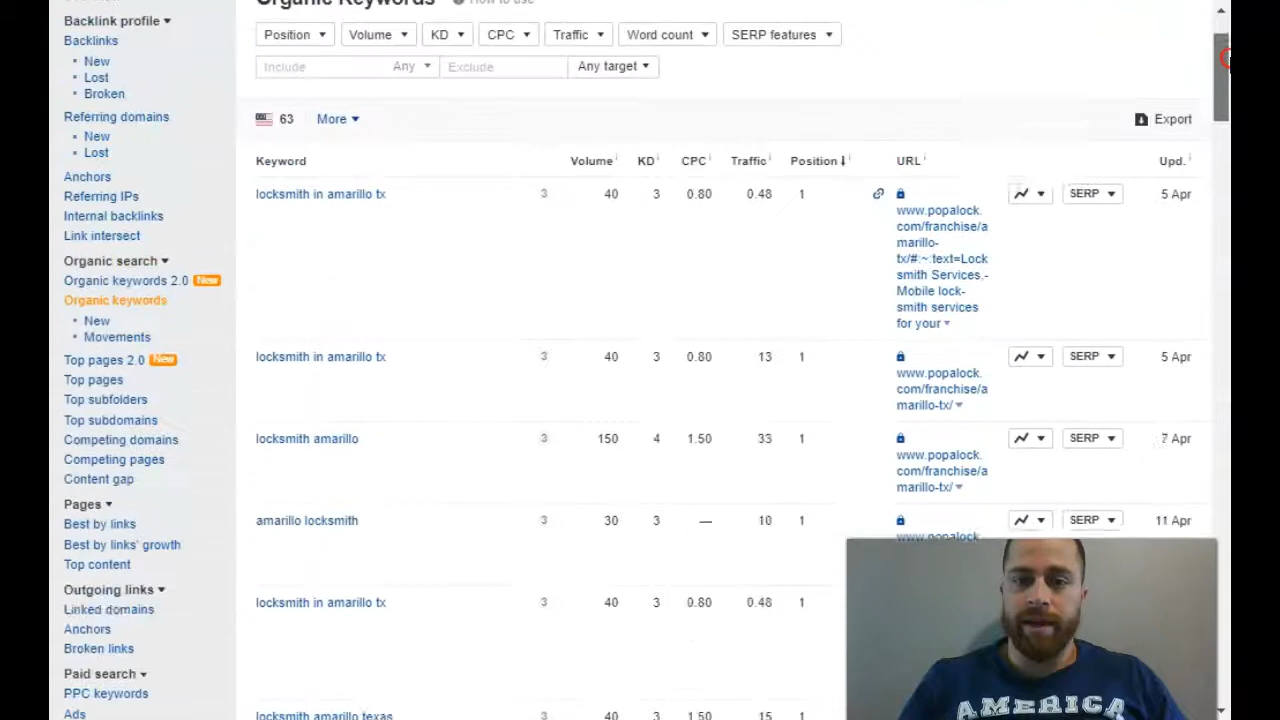 Organic Keywords How to use
Backlink profile
Backlinks
New
Lost
Broken
Referring domains
New
Lost
Anchors
Referring IPs
Internal backlinks
Link intersect
Organic search
Organic keywords 2.0 New
Organic keywords
New
Movements
Top pages 2.0 New
Top pages
Top subfolders
Top subdomains
Competing domains
Competing pages
Content gap
Pages
Best by links
Best by links' growth
Top content
Outgoing links
Linked domains
Anchors
Broken links
Paid search
PPC keywords
Ads
Position Volume KD CPC Traffic Word count SERP features
Include Any Exclude Any target
63 More Export
Keyword Volume KD CPC Traffic Position URL Upd.
locksmith in amarillo tx 3 40 3 0.80 0.48 1 SERP 5 Apr
www.popalock.
com/franchise/a
marillo-
tx/#:~:text=Lock
smith Services,-
Mobile lock-
smith services
for your
locksmith in amarillo tx 3 40 3 0.80 13 1 SERP 5 Apr
www.popalock.
com/franchise/a
marillo-tx/
locksmith amarillo 3 150 4 1.50 33 1 SERP 7 Apr
www.popalock.
com/franchise/a
marillo-tx/
amarillo locksmith 3 30 3 — 10 1 SERP 11 Apr
www.popalock.
locksmith in amarillo tx 3 40 3 0.80 0.48 1
locksmith amarillo texas 3 40 3 1.50 15 1
AMERICA